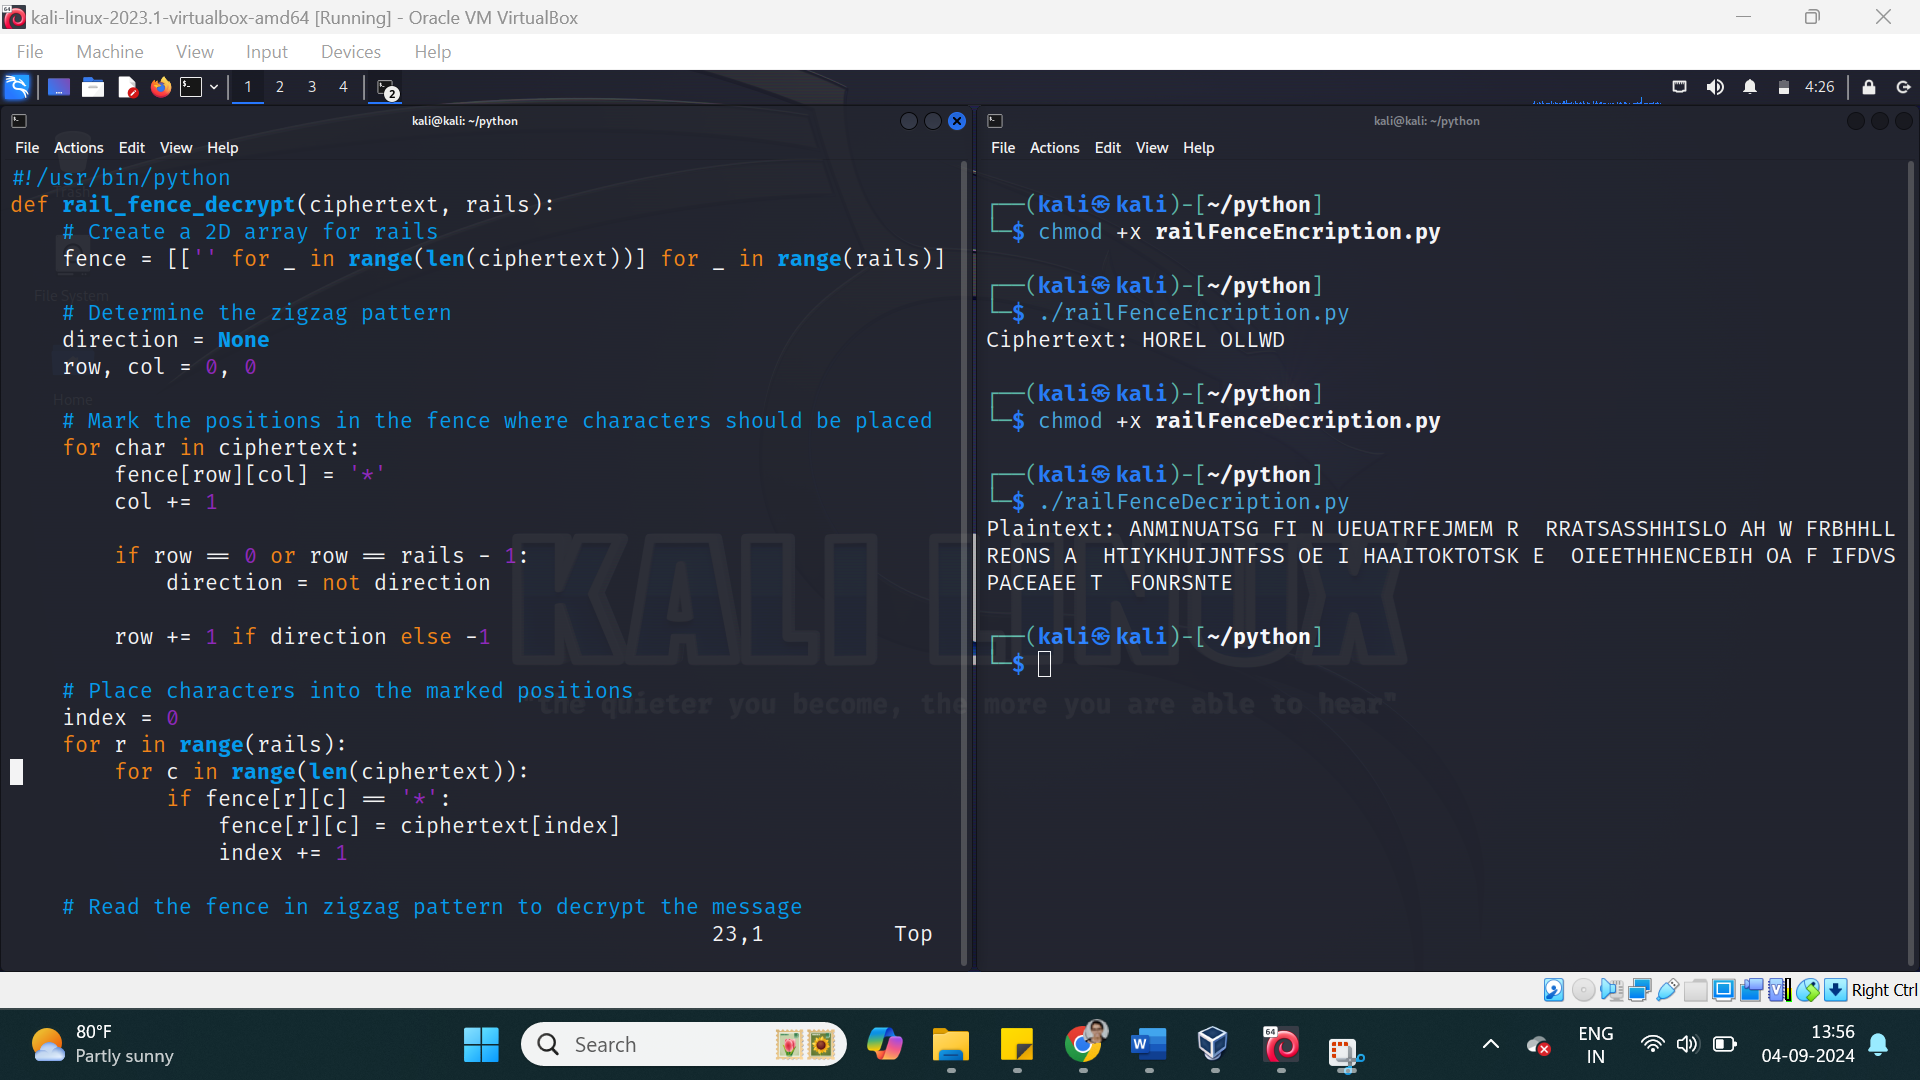 kali-linux-2023.1-virtualbox-amd64 [Running] - Oracle VM VirtualBox
File Machine View Input Devices Help
1 2 3 4 2 4:26
kali@kali: ~/python
File Actions Edit View Help
#!/usr/bin/python
def rail_fence_decrypt(ciphertext, rails):
    # Create a 2D array for rails
    fence = [['' for _ in range(len(ciphertext))] for _ in range(rails)]

    # Determine the zigzag pattern
    direction = None
    row, col = 0, 0

    # Mark the positions in the fence where characters should be placed
    for char in ciphertext:
        fence[row][col] = '*'
        col += 1

        if row == 0 or row == rails - 1:
            direction = not direction

        row += 1 if direction else -1

    # Place characters into the marked positions
    index = 0
    for r in range(rails):
        for c in range(len(ciphertext)):
            if fence[r][c] == '*':
                fence[r][c] = ciphertext[index]
                index += 1

    # Read the fence in zigzag pattern to decrypt the message
23,1 Top
kali@kali: ~/python
File Actions Edit View Help
┌──(kali㉿kali)-[~/python]
└─$ chmod +x railFenceEncription.py

┌──(kali㉿kali)-[~/python]
└─$ ./railFenceEncription.py
Ciphertext: HOREL OLLWD

┌──(kali㉿kali)-[~/python]
└─$ chmod +x railFenceDecription.py

┌──(kali㉿kali)-[~/python]
└─$ ./railFenceDecription.py
Plaintext: ANMINUATSG FI N UEUATRFEJMEM R  RRATSASSHHISLO AH W FRBHHLL
REONS A  HTIYKHUIJNTFSS OE I HAAITOKTOTSK E  OIEETHHENCEBIH OA F IFDVS
PACEAEE T  FONRSNTE

┌──(kali㉿kali)-[~/python]
└─$
File System
Home
KALI LINUX
"the quieter you become, the more you are able to hear"
Right Ctrl
80°F
Partly sunny
Search
64
ENG
IN
13:56
04-09-2024